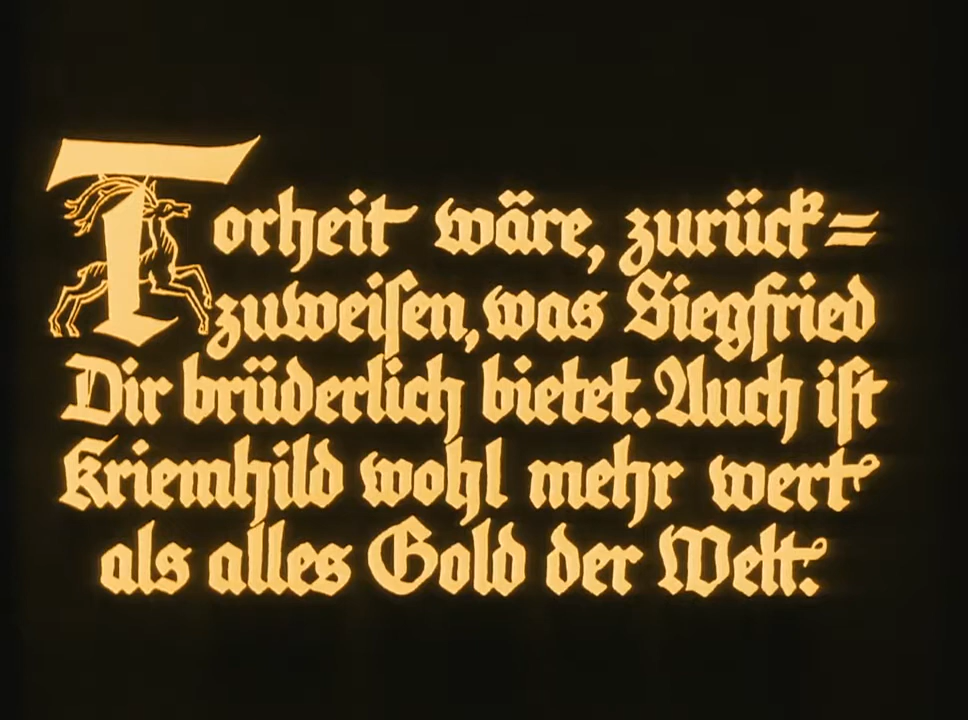 Torheit wäre, zurück=
zuweiſen, was Siegfried
Dir brüderlich bietet. Auch iſt
Kriemhild wohl mehr wert
als alles Gold der Welt.